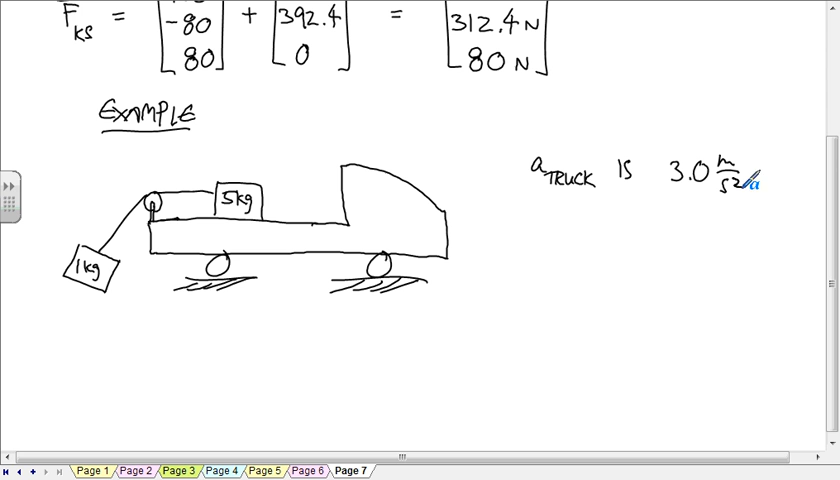 F_KS = [-80 80] + [392.4 0] = [312.4 N 80 N]
EXAMPLE
a_TRUCK IS 3.0 m/s²
5kg
1kg
Page 1 Page 2 Page 3 Page 4 Page 5 Page 6 Page 7